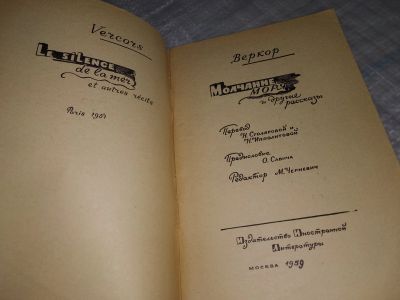 Vercors
Le silence
de la mer
et autres récits
Paris 1951
Веркор
Молчание
моря
и другие
рассказы
Перевод
Н. Столяровой и
Н. Ипполитовой
Предисловие
О. Савича
Редактор М. Черневич
Издательство Иностранной
Литературы
Москва 1959